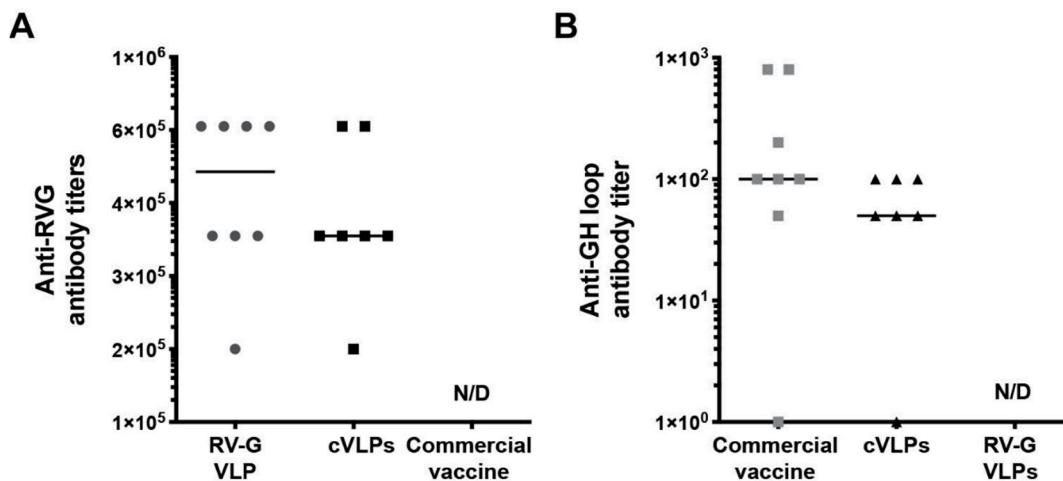 A
Anti-RVG
antibody titers
1×10⁶
6×10⁵
4×10⁵
3×10⁵
2×10⁵
1×10⁵
N/D
RV-G
VLP
cVLPs
Commercial
vaccine
B
Anti-GH loop
antibody titer
1×10³
1×10²
1×10¹
1×10⁰
N/D
Commercial
vaccine
cVLPs
RV-G
VLPs